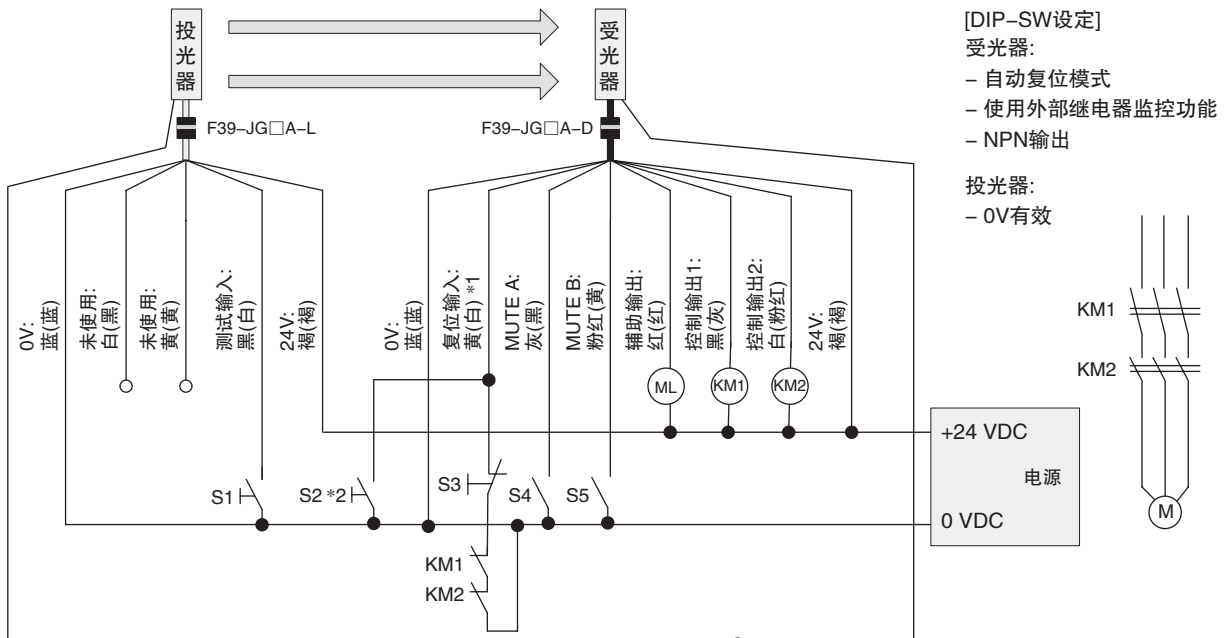 投光器
受光器
F39-JG□A-L
F39-JG□A-D
[DIP-SW设定]
受光器:
- 自动复位模式
- 使用外部继电器监控功能
- NPN输出
投光器:
- 0V有效
0V:
蓝(蓝)
未使用:
白(黑)
未使用:
黄(黄)
测试输入:
黑(白)
24V:
褐(褐)
0V:
蓝(蓝)
复位输入:
黄(白) *1
MUTE A:
灰(黑)
MUTE B:
粉红(黄)
辅助输出:
红(红)
控制输出1:
黑(灰)
控制输出2:
白(粉红)
24V:
褐(褐)
ML
KM1
KM2
KM1
KM2
M
+24 VDC
电源
0 VDC
S1
S2 *2
S3
S4
S5
KM1
KM2